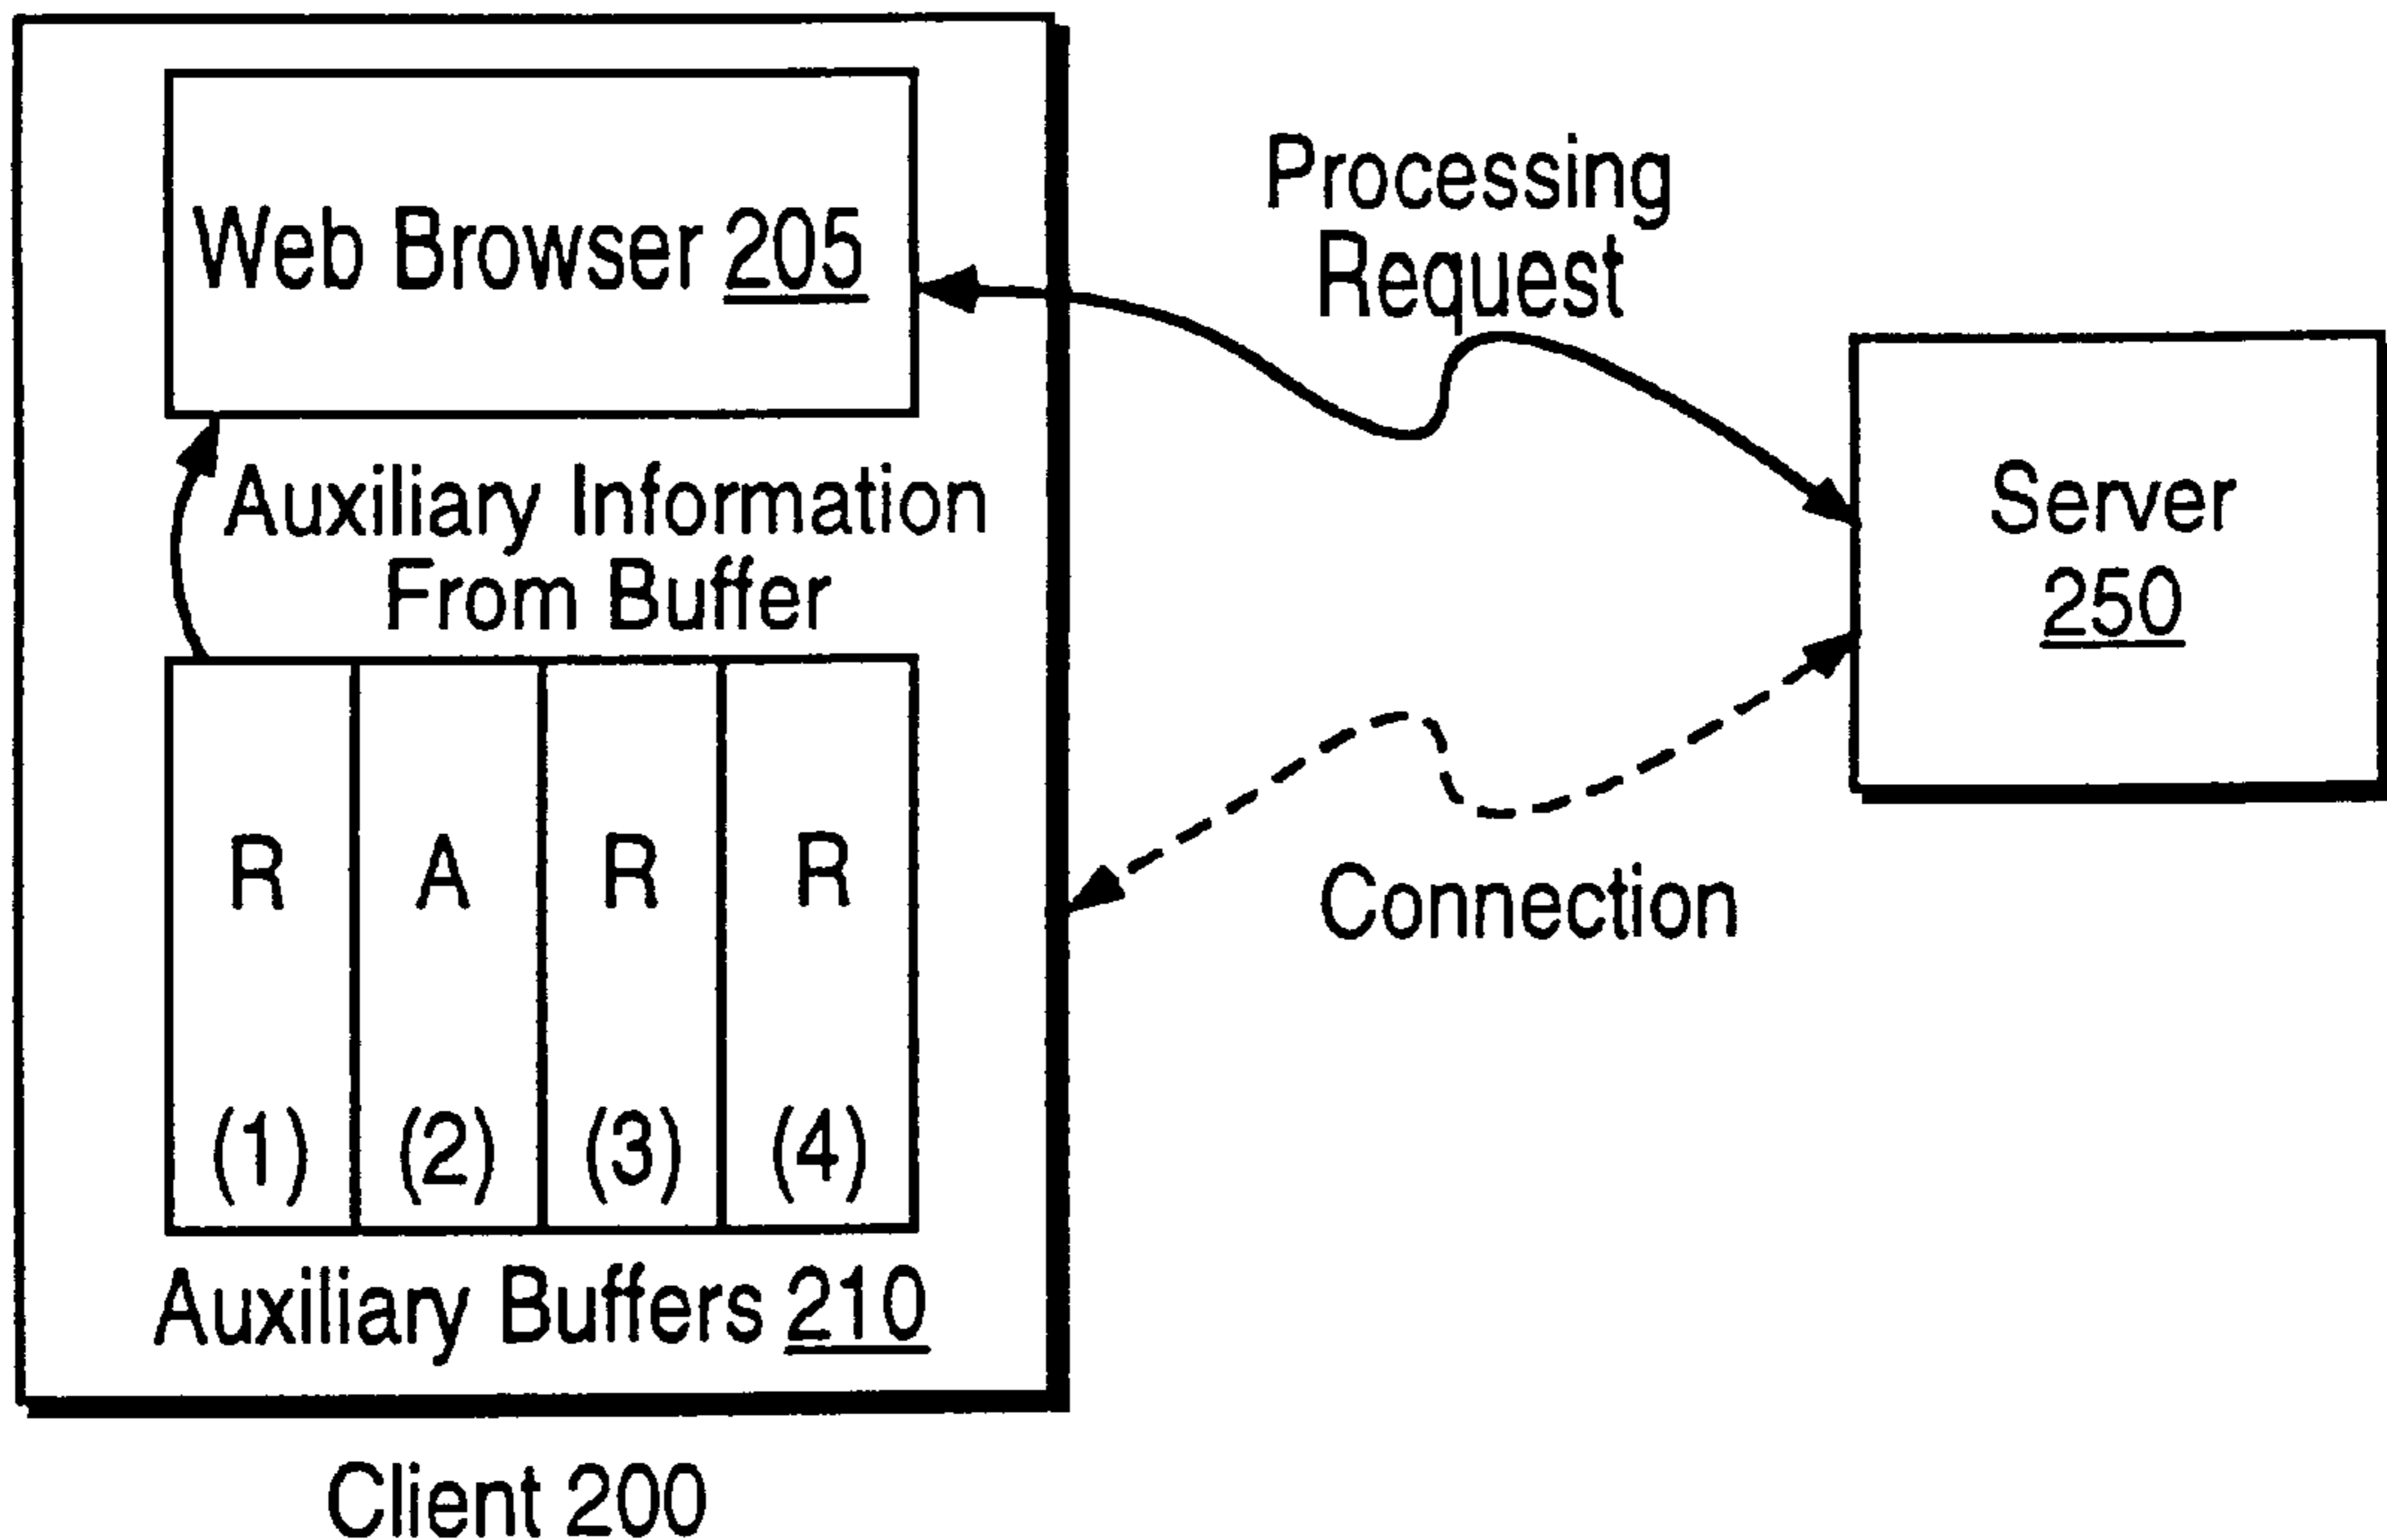 Web Browser 205
Processing
Request
Auxiliary Information
From Buffer
Server
250
R A R R
(1) (2) (3) (4)
Connection
Auxiliary Buffers 210
Client 200